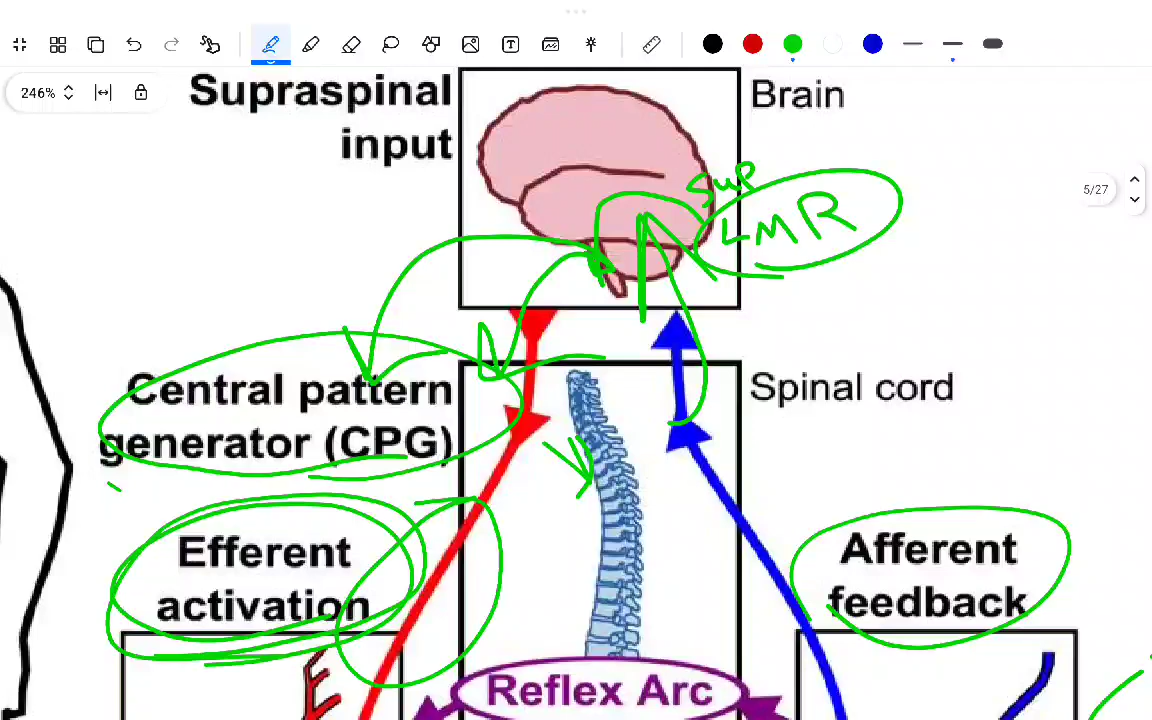 246%
5/27
Supraspinal
input
Brain
Sup
LMR
Central pattern
generator (CPG)
Spinal cord
Efferent
activation
Afferent
feedback
Reflex Arc